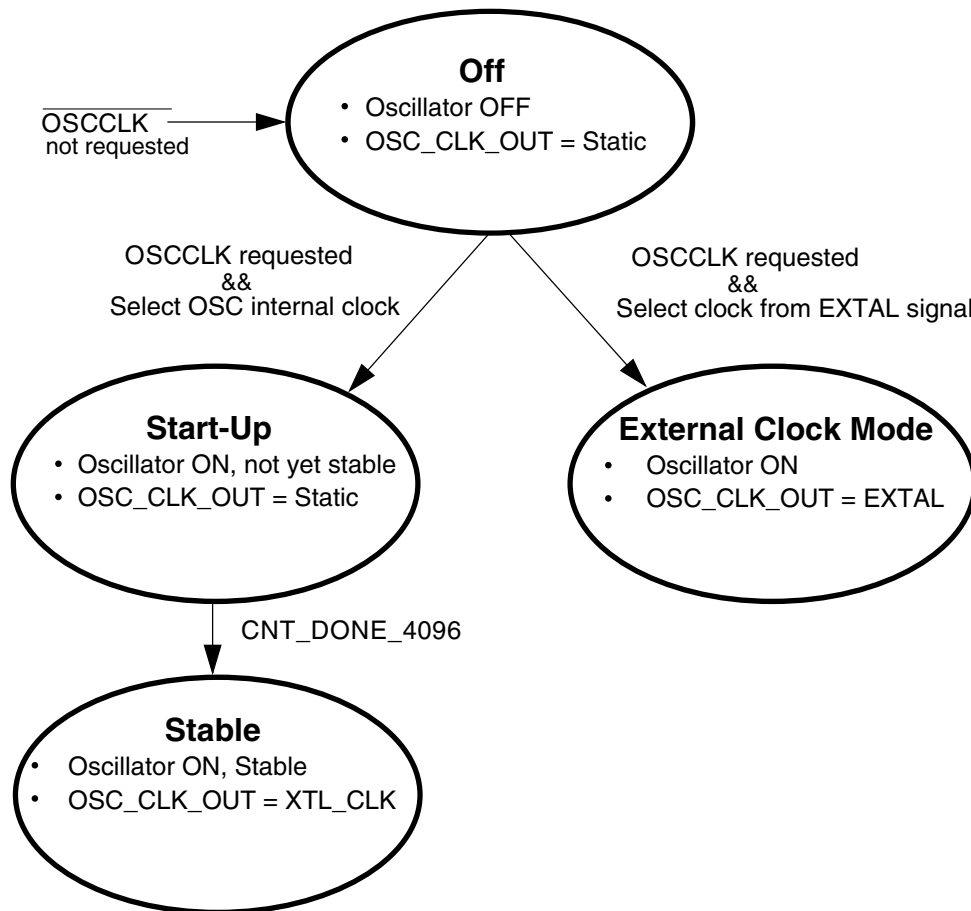 Off
• Oscillator OFF
• OSC_CLK_OUT = Static
OSCCLK
not requested
OSCCLK requested
&&
Select OSC internal clock
OSCCLK requested
&&
Select clock from EXTAL signal
Start-Up
• Oscillator ON, not yet stable
• OSC_CLK_OUT = Static
External Clock Mode
• Oscillator ON
• OSC_CLK_OUT = EXTAL
CNT_DONE_4096
Stable
• Oscillator ON, Stable
• OSC_CLK_OUT = XTL_CLK